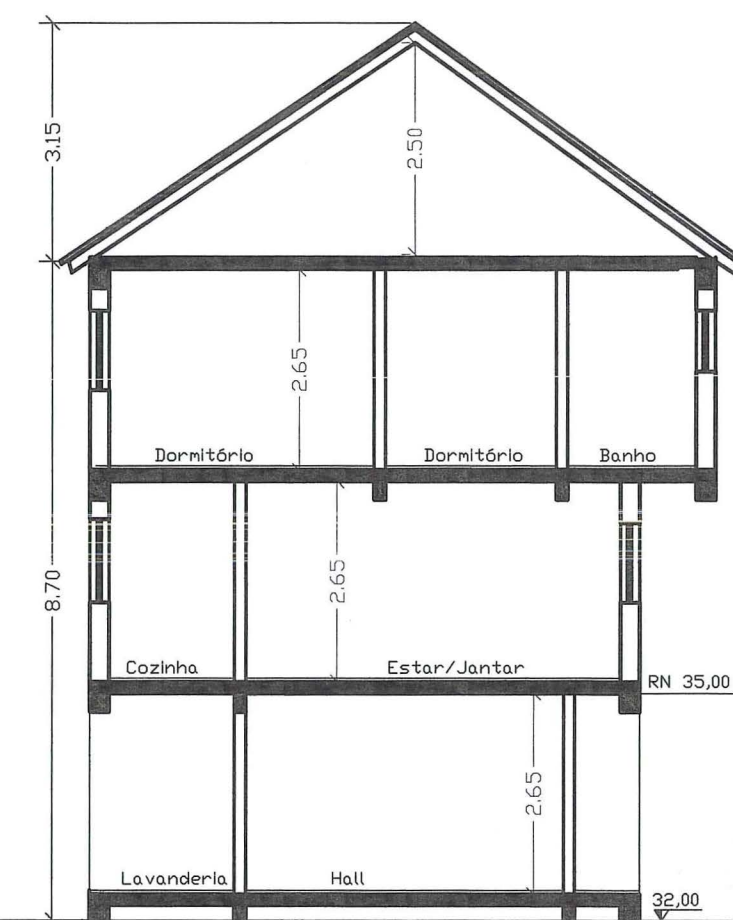 3.15
2.50
2.65
Dormitório Dormitório Banho
8.70
2.65
Cozinha Estar/Jantar
RN 35,00
2.65
Lavanderia Hall
32,00